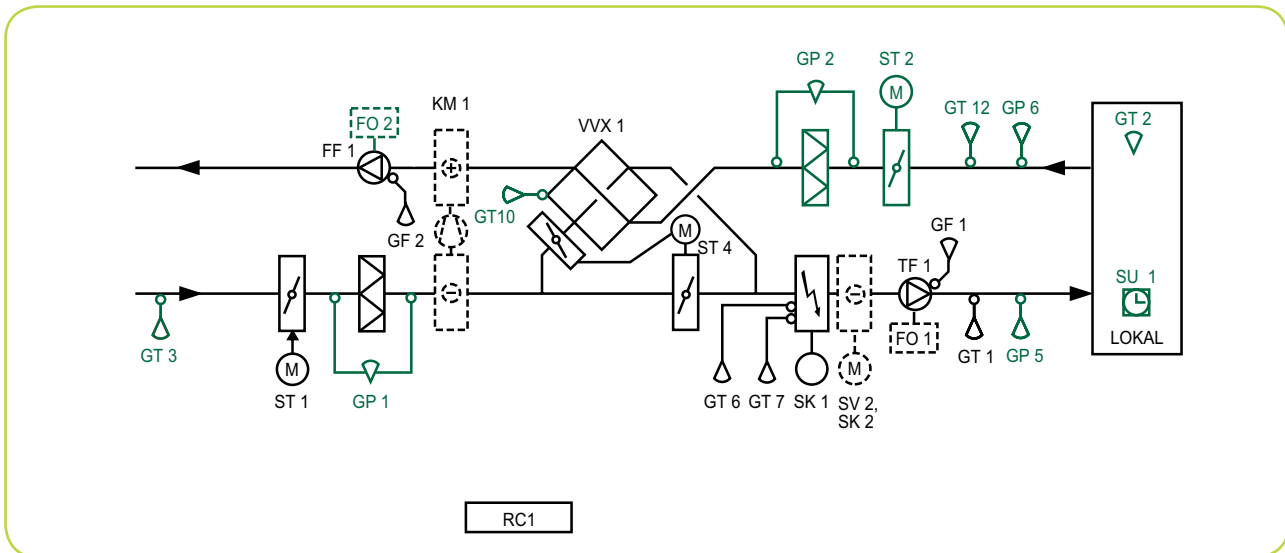 GP 2
ST 2
KM 1
FO 2
VVX 1
GT 12
GP 6
GT 2
FF 1
M
GT10
GF 2
M
ST 4
GF 1
TF 1
SU 1
LOKAL
FO 1
GT 3
M
ST 1
GP 1
GT 6
GT 7
SK 1
M
SV 2,
SK 2
GT 1
GP 5
RC1